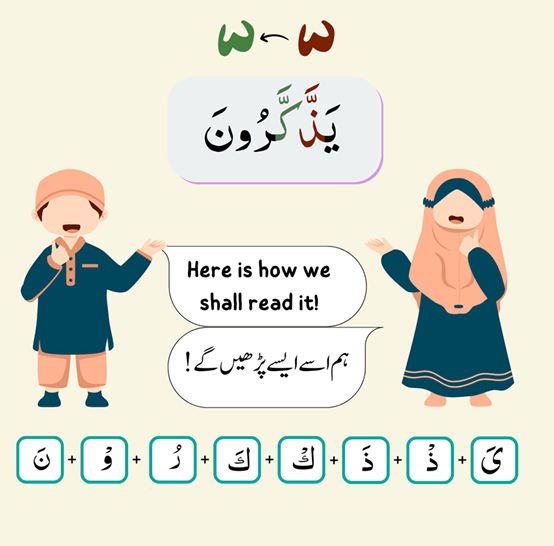 ّ ← ّ
يَذَّكَّرُونَ
Here is how we
shall read it!
ہم اسے ایسے پڑھیں گے!
یَ + ذْ + ذَ + كْ + كَ + رُ + وْ + نَ